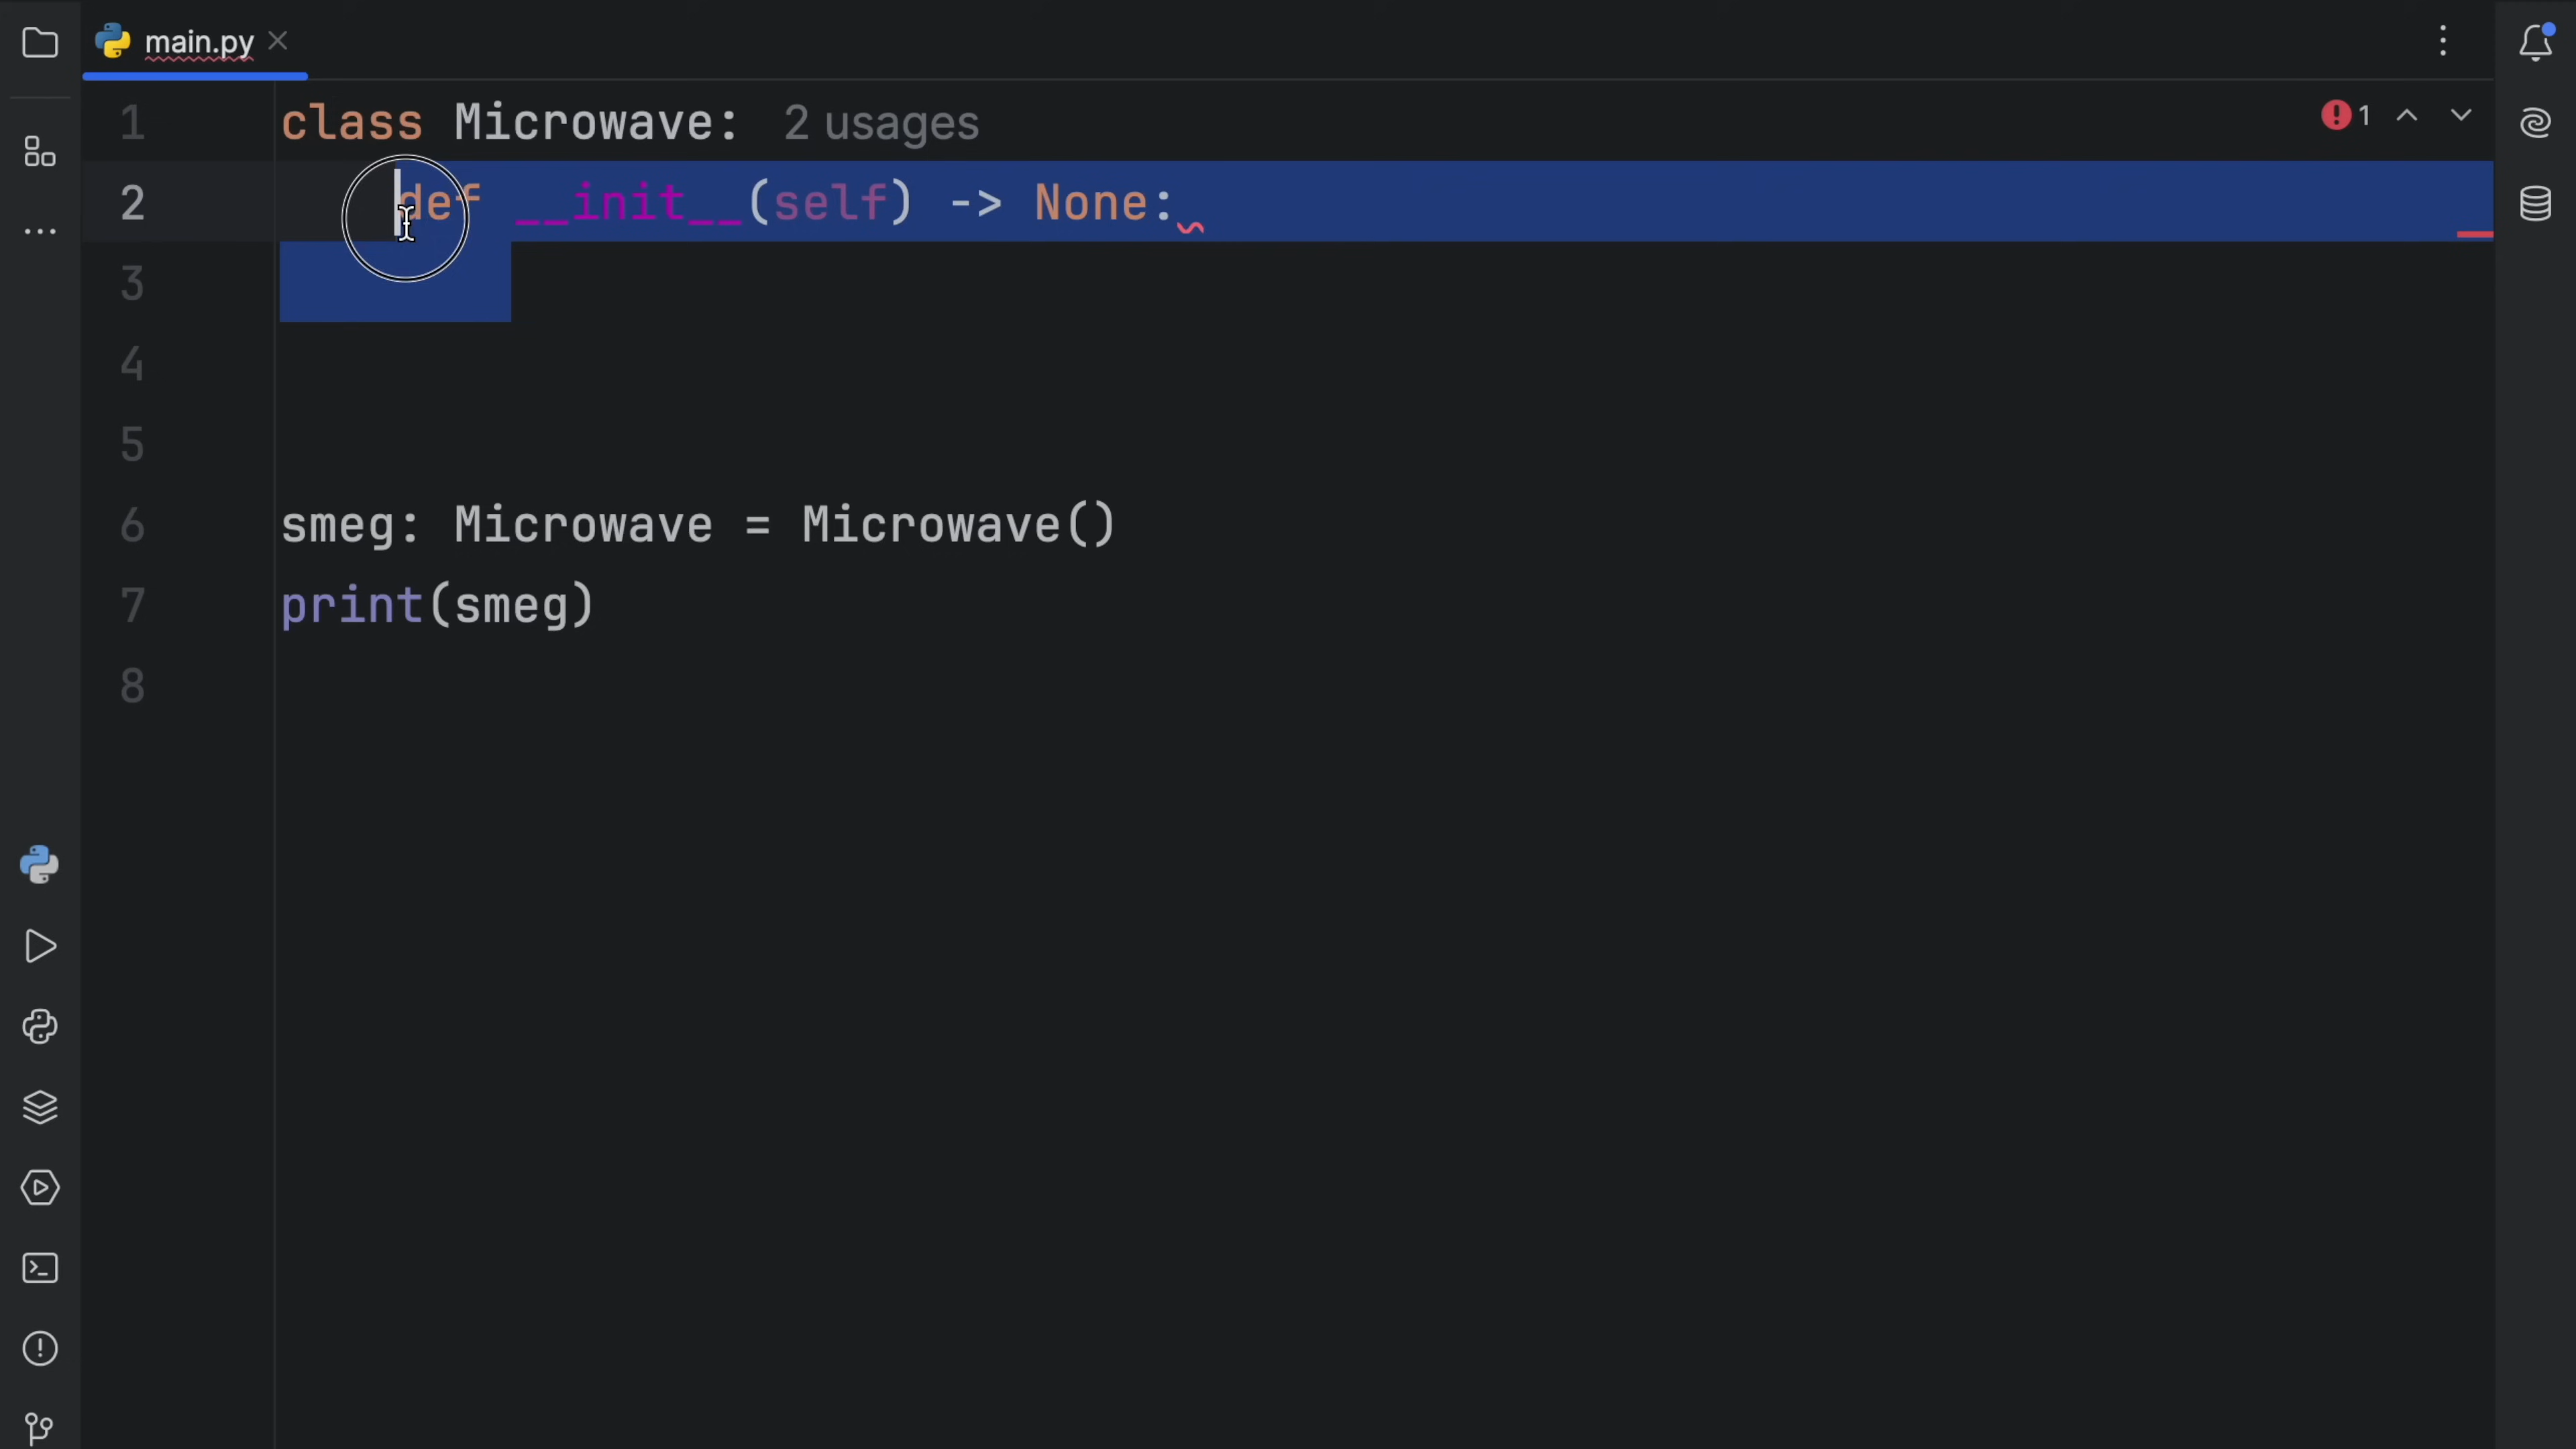 main.py
1 class Microwave: 2 usages
2 def __init__(self) -> None:
3
4
5
6 smeg: Microwave = Microwave()
7 print(smeg)
8
1